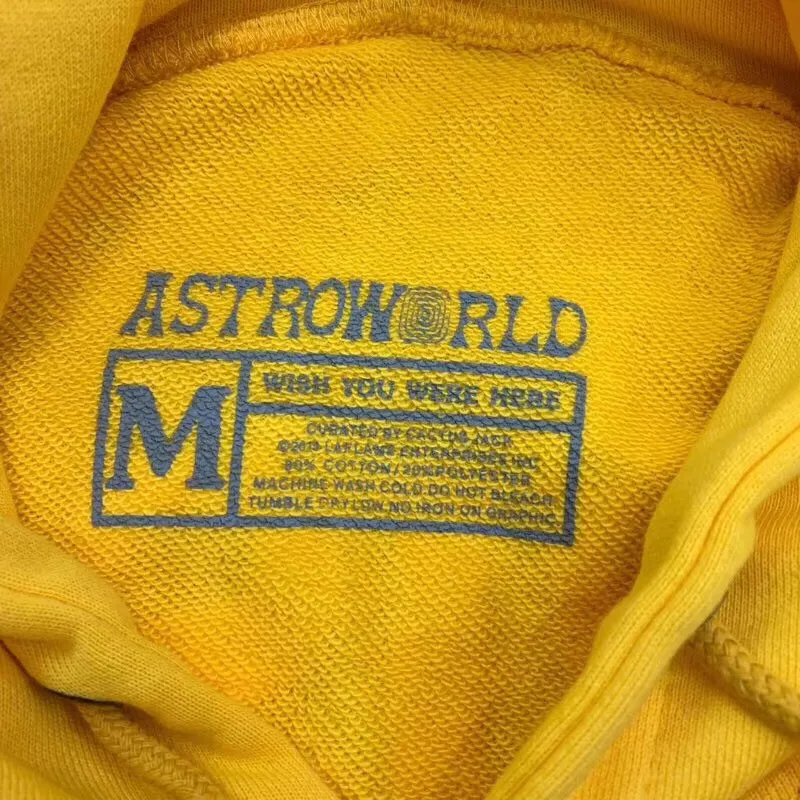 ASTROWORLD
M
WISH YOU WERE HERE
CURATED BY CACTUS JACK
LAFLAME ENTERPRISES INC
80% COTTON / 20% POLYESTER
MACHINE WASH COLD. DO NOT BLEACH.
TUMBLE DRY LOW. NO IRON ON GRAPHIC.